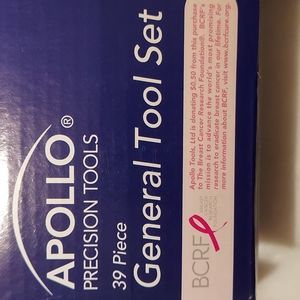 APOLLO®
PRECISION TOOLS
39 Piece
General Tool Set
BCRF
Apollo Tools, Ltd is donating $0.50 from this purchase
to The Breast Cancer Research Foundation®. BCRF's
mission is to advance the world's most promising
research to eradicate breast cancer in our lifetime. For
more information about BCRF, visit www.bcrfcure.org.